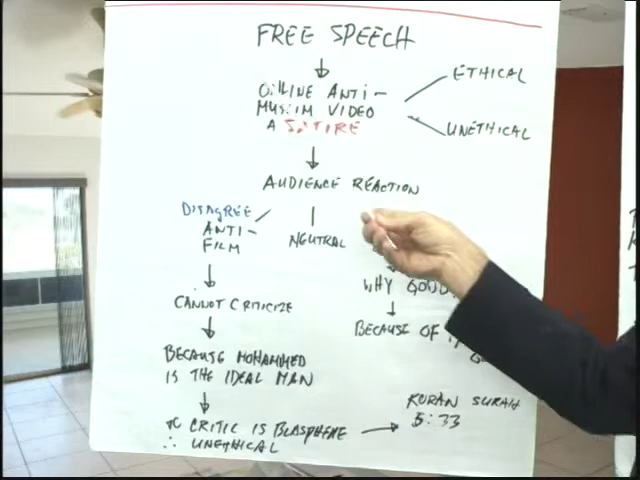 FREE SPEECH
ONLINE ANTI-
MUSLIM VIDEO
A SATIRE
ETHICAL
UNETHICAL
AUDIENCE REACTION
DISAGREE
ANTI-
FILM
NEUTRAL
WHY GOOD
CANNOT CRITICIZE
BECAUSE OF
BECAUSE MOHAMMED
IS THE IDEAL MAN
TO CRITIC IS BLASPHEME
∴ UNETHICAL
KORAN SURAH
5:33